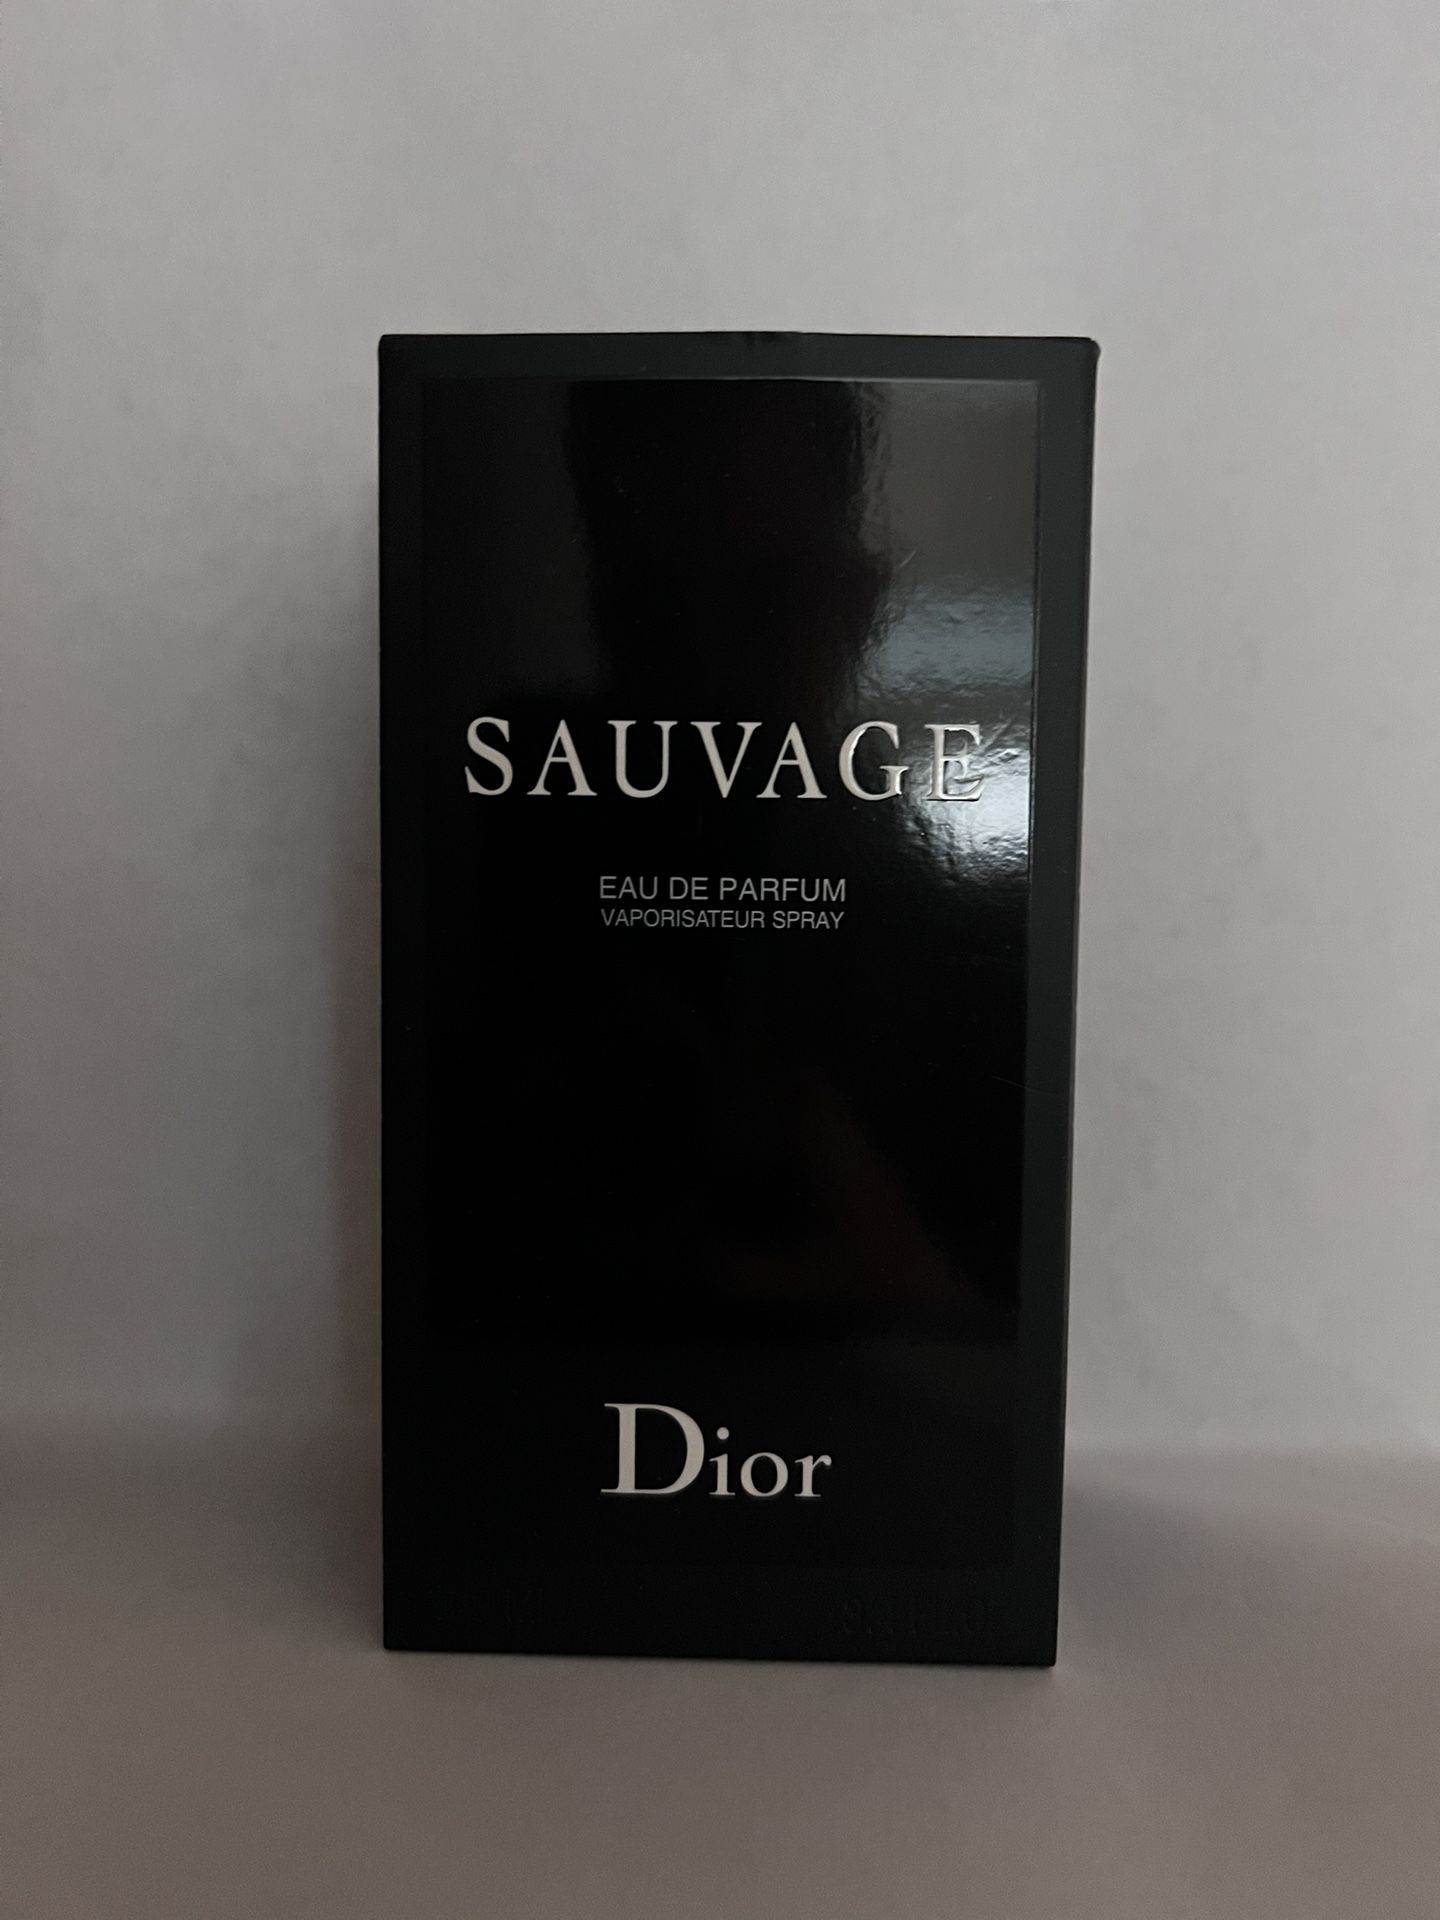 SAUVAGE
EAU DE PARFUM
VAPORISATEUR SPRAY
Dior